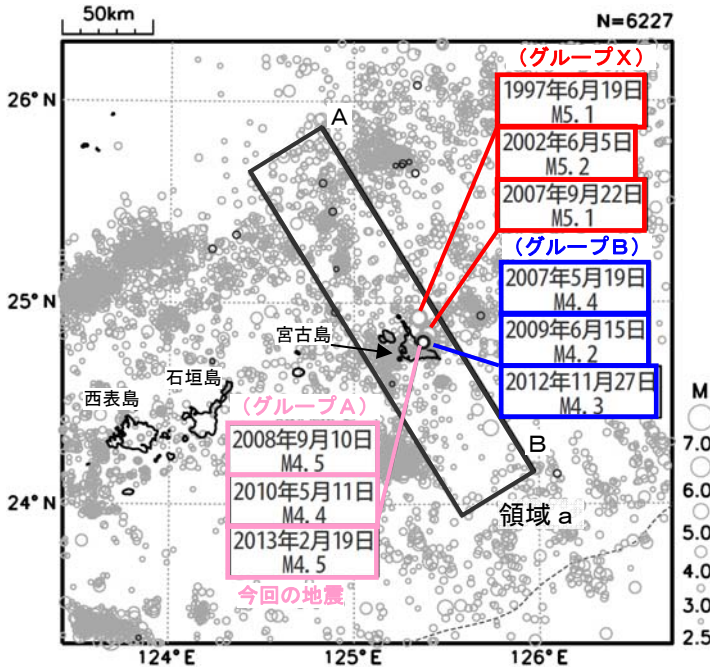 50km
N=6227
(グループX)
1997年6月19日
M5.1
2002年6月5日
M5.2
2007年9月22日
M5.1
(グループB)
2007年5月19日
M4.4
2009年6月15日
M4.2
2012年11月27日
M4.3
26°N
25°N
24°N
A
宮古島
石垣島
西表島
(グループA)
2008年9月10日
M4.5
2010年5月11日
M4.4
2013年2月19日
M4.5
今回の地震
B
領域a
M
7.0
6.0
5.0
4.0
3.0
2.5
124°E
125°E
126°E